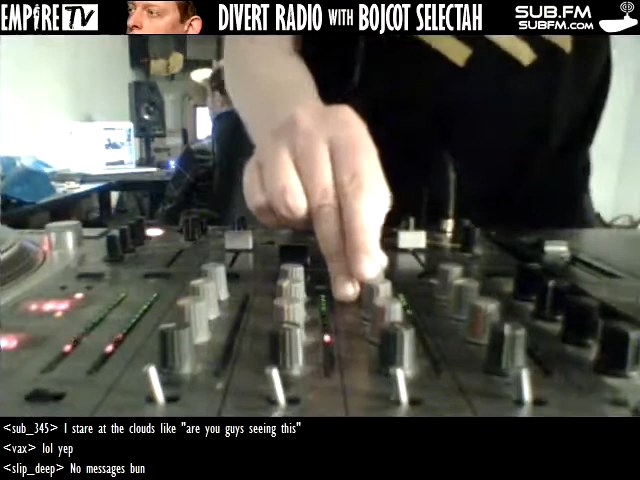 EMPIRE TV DIVERT RADIO WITH BOJCOT SELECTAH SUB.FM
SUBFM.COM
<sub_345> I stare at the clouds like "are you guys seeing this"
<vax> lol yep
<slip_deep> No messages bun